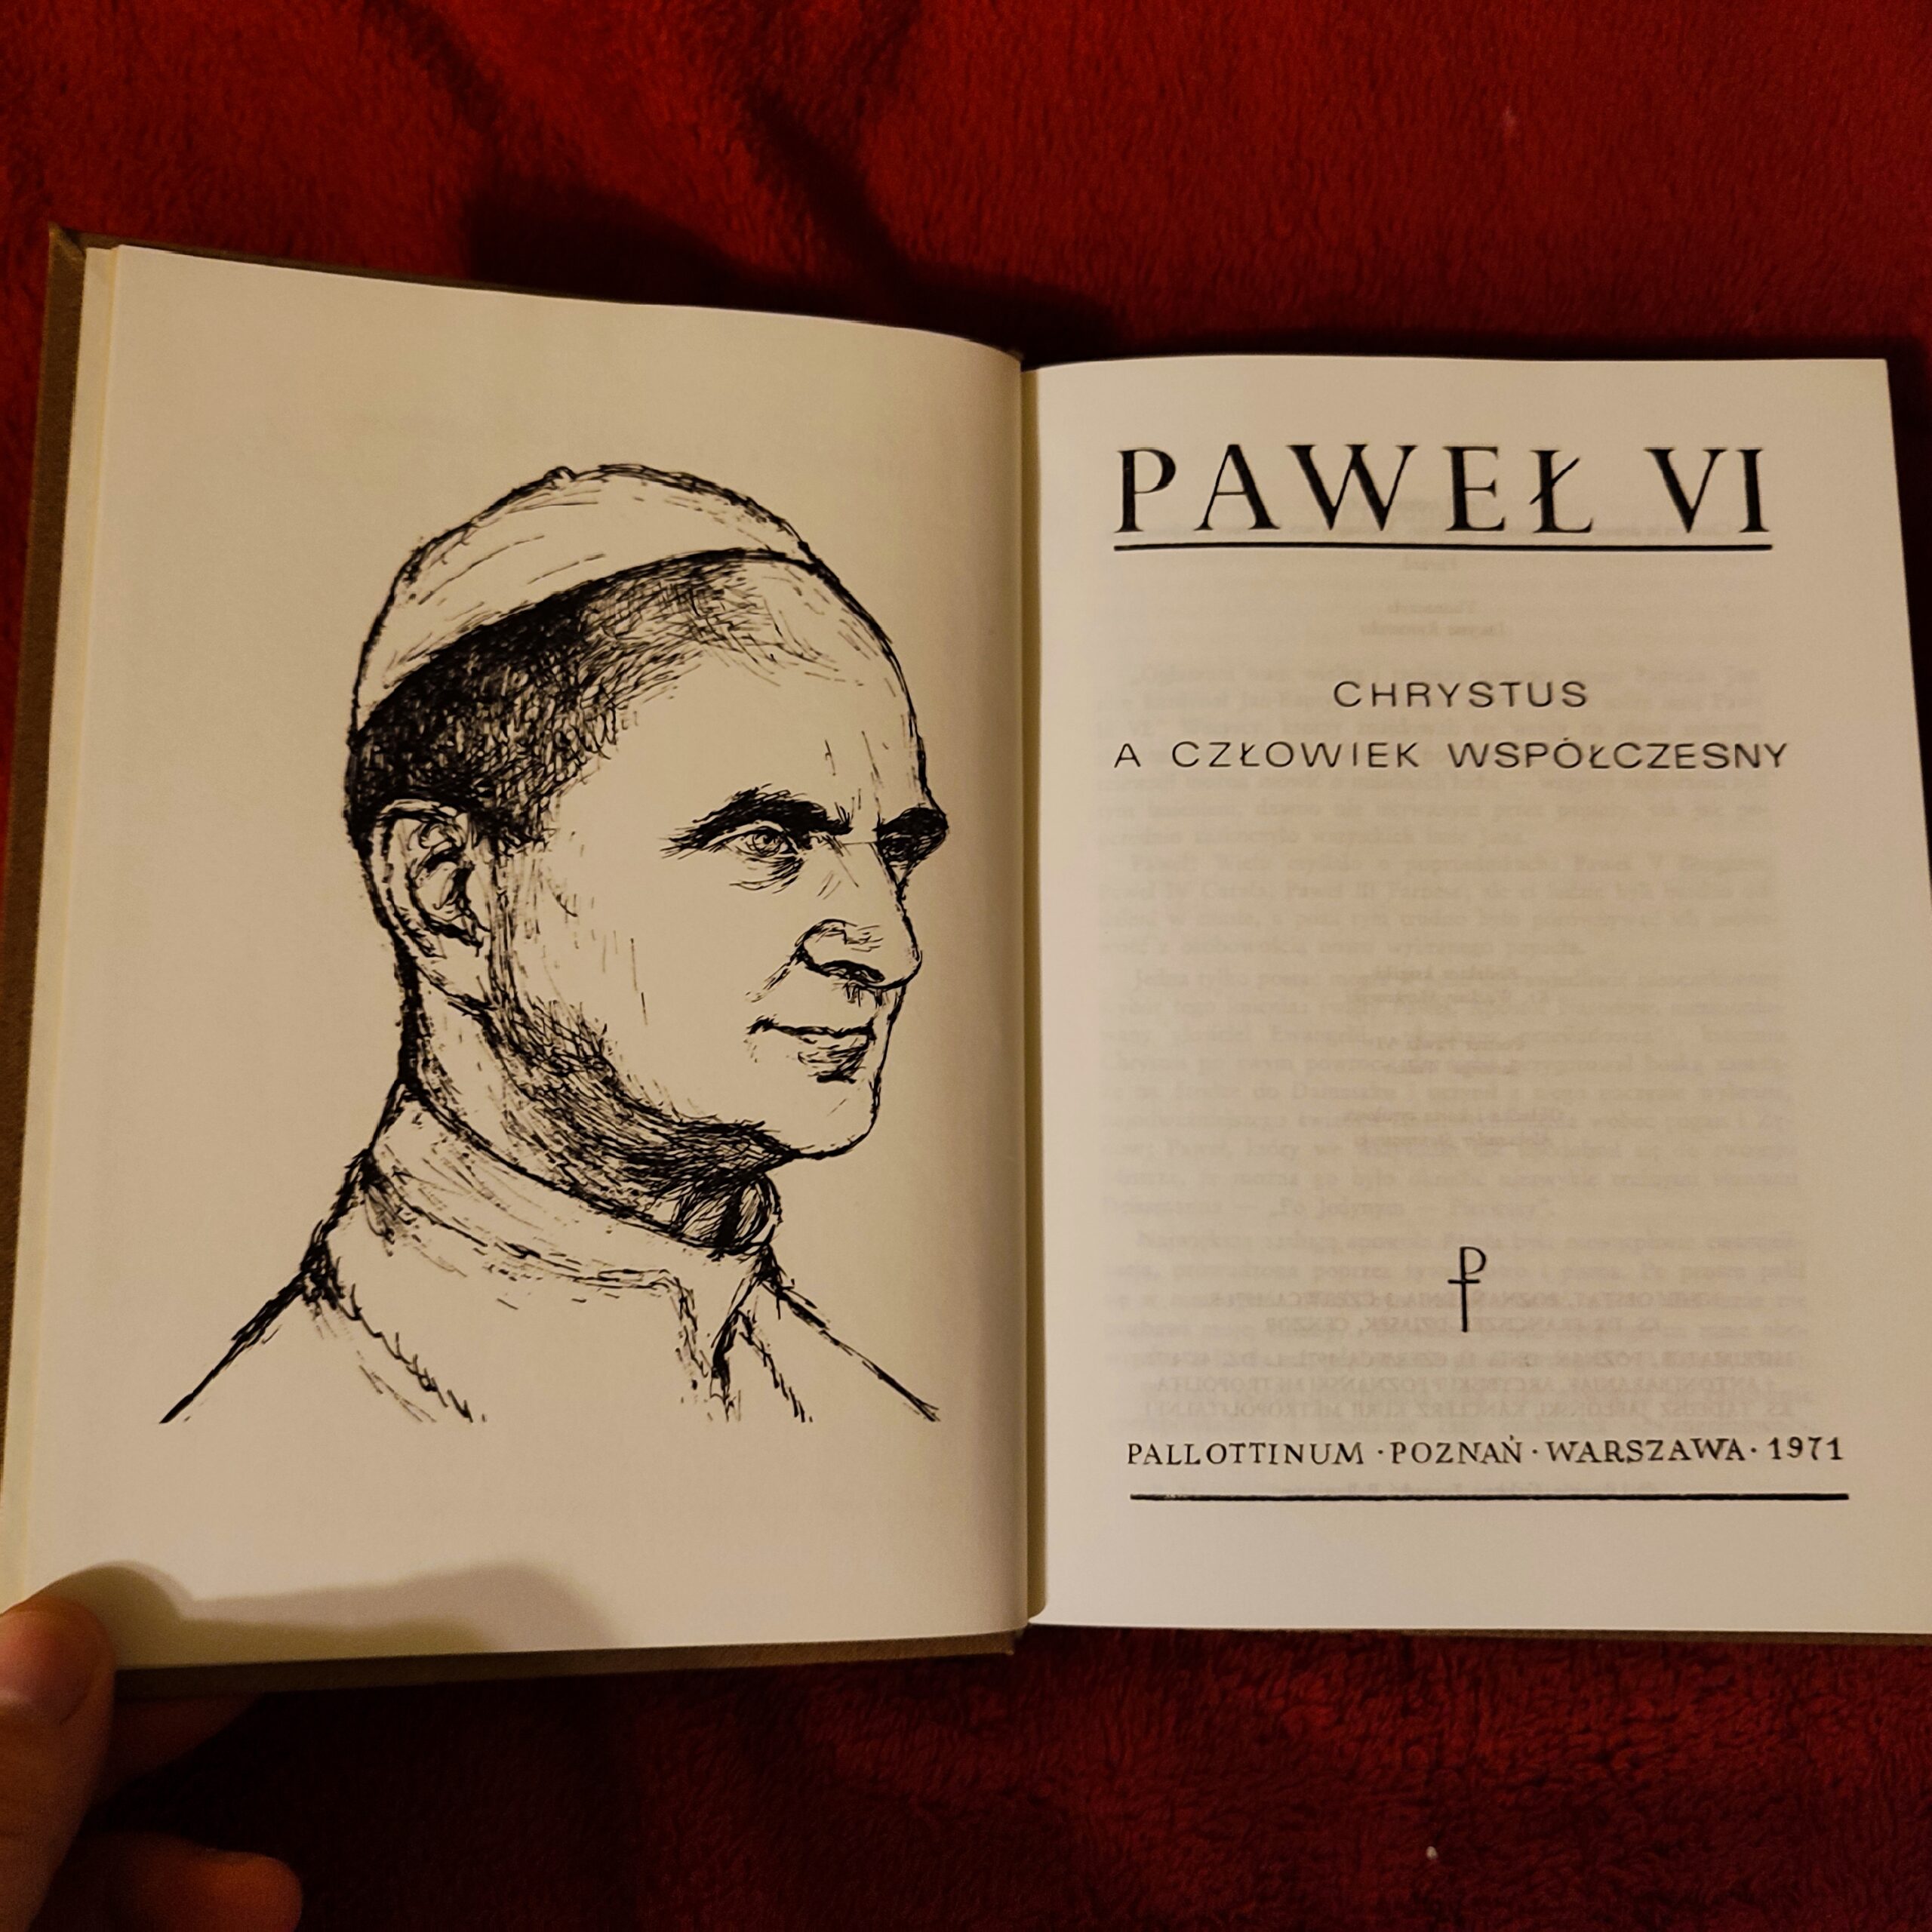 PAWEŁ VI
CHRYSTUS
A CZŁOWIEK WSPÓŁCZESNY
PALLOTTINUM · POZNAŃ · WARSZAWA · 1971